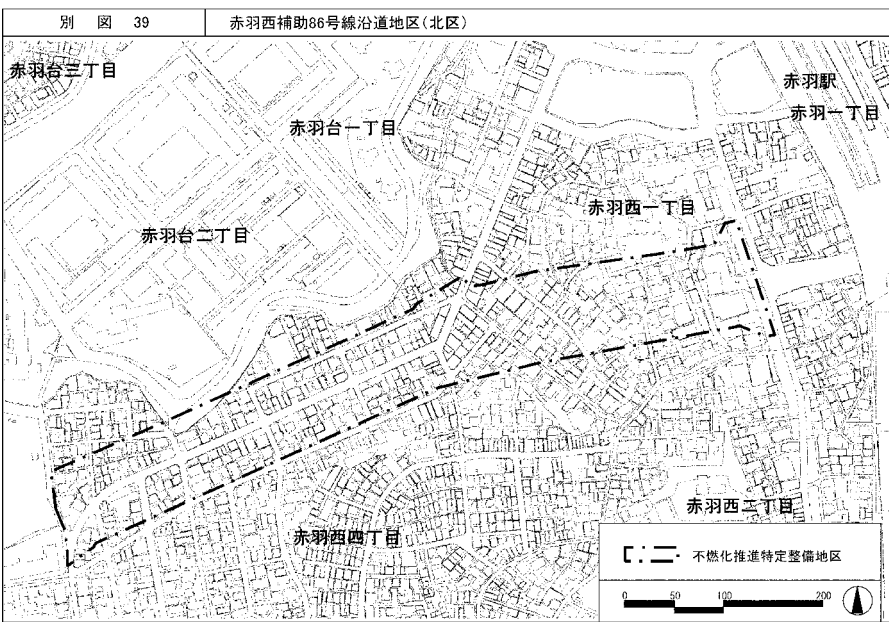 別 図 39
赤羽西補助86号線沿道地区(北区)
赤羽台三丁目
赤羽駅
赤羽一丁目
赤羽台一丁目
赤羽西一丁目
赤羽台二丁目
赤羽西二丁目
赤羽西四丁目
不燃化推進特定整備地区
0 50 100 200